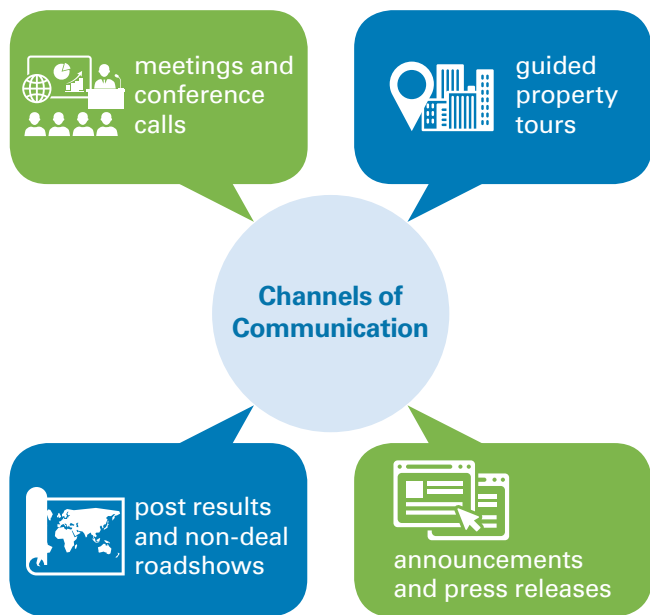 meetings and
conference
calls
guided
property
tours
Channels of
Communication
post results
and non-deal
roadshows
announcements
and press releases